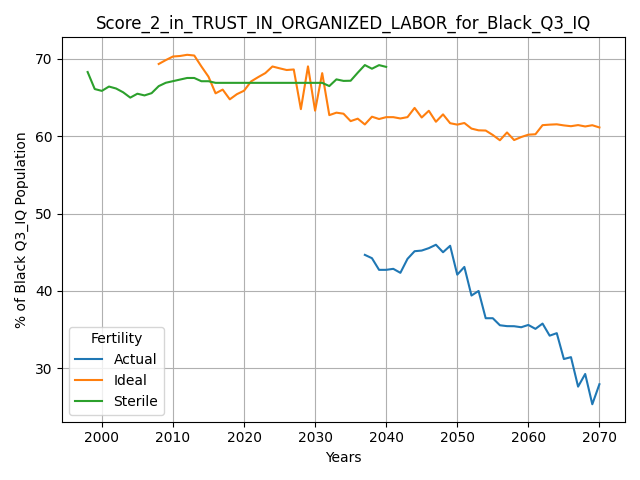 Score_2_in_TRUST_IN_ORGANIZED_LABOR_for_Black_Q3_IQ
% of Black Q3_IQ Population
70
60
50
40
30
Fertility
Actual
Ideal
Sterile
2000 2010 2020 2030 2040 2050 2060 2070
Years